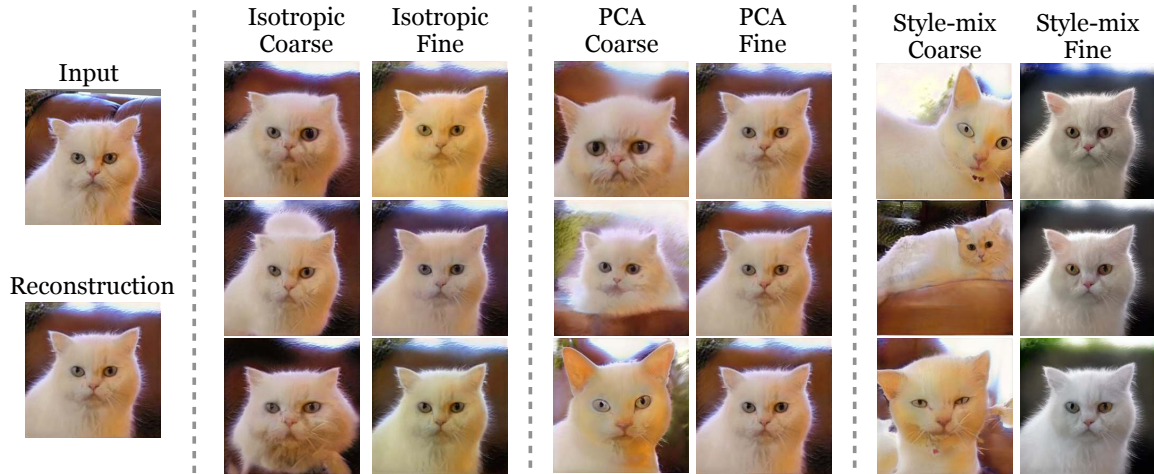 Input
Reconstruction
Isotropic
Coarse
Isotropic
Fine
PCA
Coarse
PCA
Fine
Style-mix
Coarse
Style-mix
Fine